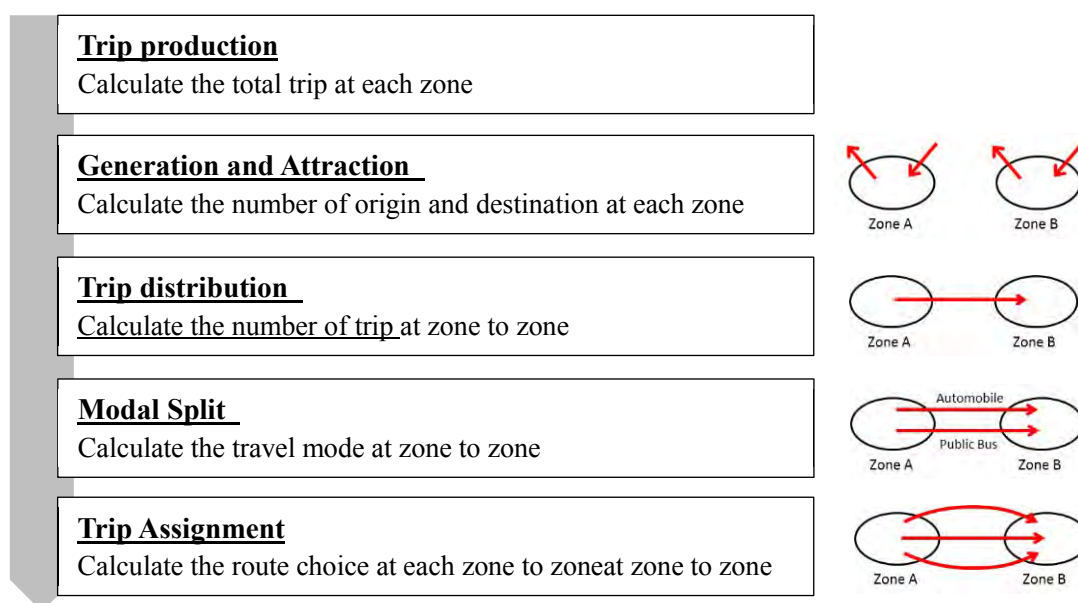 Trip production
Calculate the total trip at each zone
Generation and Attraction
Calculate the number of origin and destination at each zone
Zone A
Zone B
Trip distribution
Calculate the number of trip at zone to zone
Zone A
Zone B
Modal Split
Calculate the travel mode at zone to zone
Automobile
Public Bus
Zone A
Zone B
Trip Assignment
Calculate the route choice at each zone to zoneat zone to zone
Zone A
Zone B